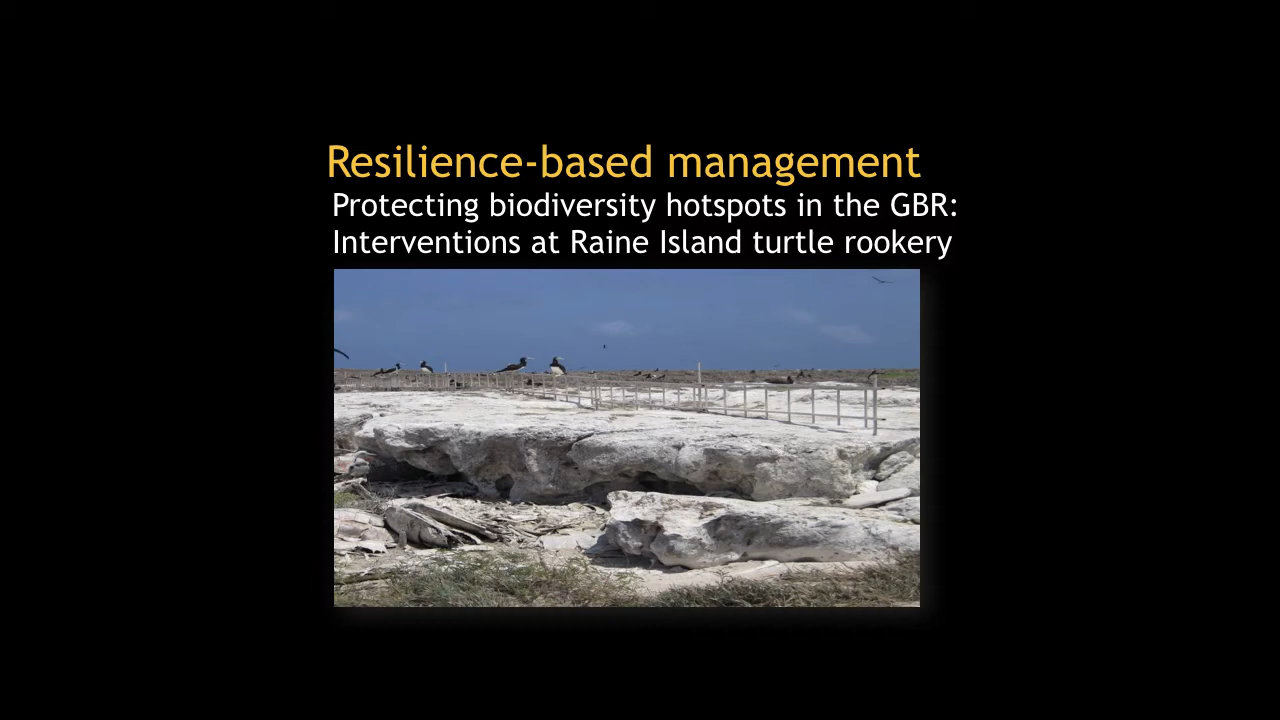 Resilience-based management
Protecting biodiversity hotspots in the GBR:
Interventions at Raine Island turtle rookery